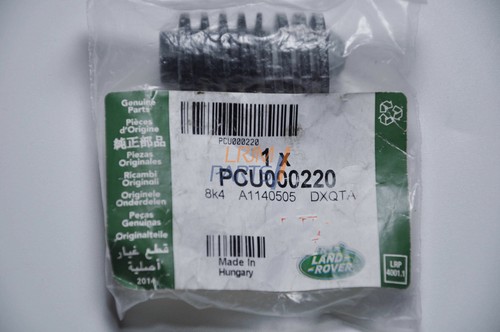 Genuine
Parts
Pièces
d'Origine
純正部品
Piezas
Originales
Ricambi
Originali
Originele
Onderdelen
Peças
Genuinas
Originalteile
قطع غيار
أصلية
2014
PCU000220
1 x
PCU000220
8k4 A1140505 DXQTA
Made In
Hungary
LAND-
-ROVER
LRP
4001.1